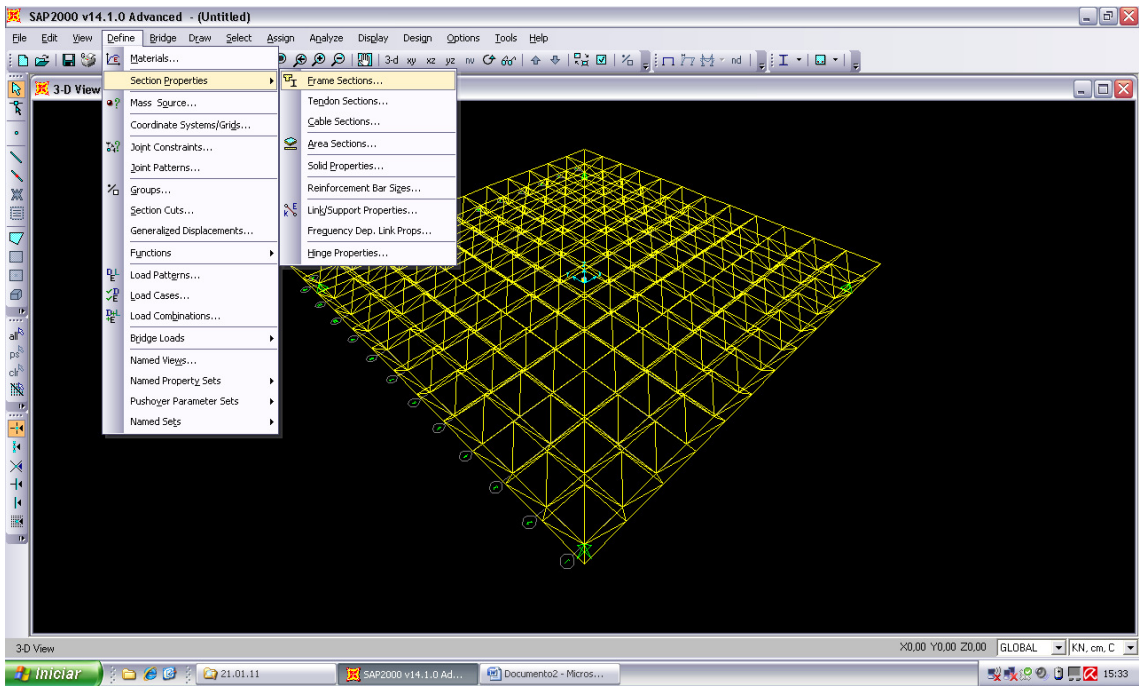 SAP2000 v14.1.0 Advanced - (Untitled)
File Edit View Define Bridge Draw Select Assign Analyze Display Design Options Tools Help
3-d xy xz yz nv nd
3-D View
Materials...
Section Properties
Mass Source...
Coordinate Systems/Grids...
Joint Constraints...
Joint Patterns...
Groups...
Section Cuts...
Generalized Displacements...
Functions
Load Patterns...
Load Cases...
Load Combinations...
Bridge Loads
Named Views...
Named Property Sets
Pushover Parameter Sets
Named Sets
Frame Sections...
Tendon Sections...
Cable Sections...
Area Sections...
Solid Properties...
Reinforcement Bar Sizes...
Link/Support Properties...
Frequency Dep. Link Props...
Hinge Properties...
all
ps
clr
3-D View
X0,00 Y0,00 Z0,00 GLOBAL KN, cm, C
Iniciar 21.01.11 SAP2000 v14.1.0 Ad... Documento2 - Micros... 15:33